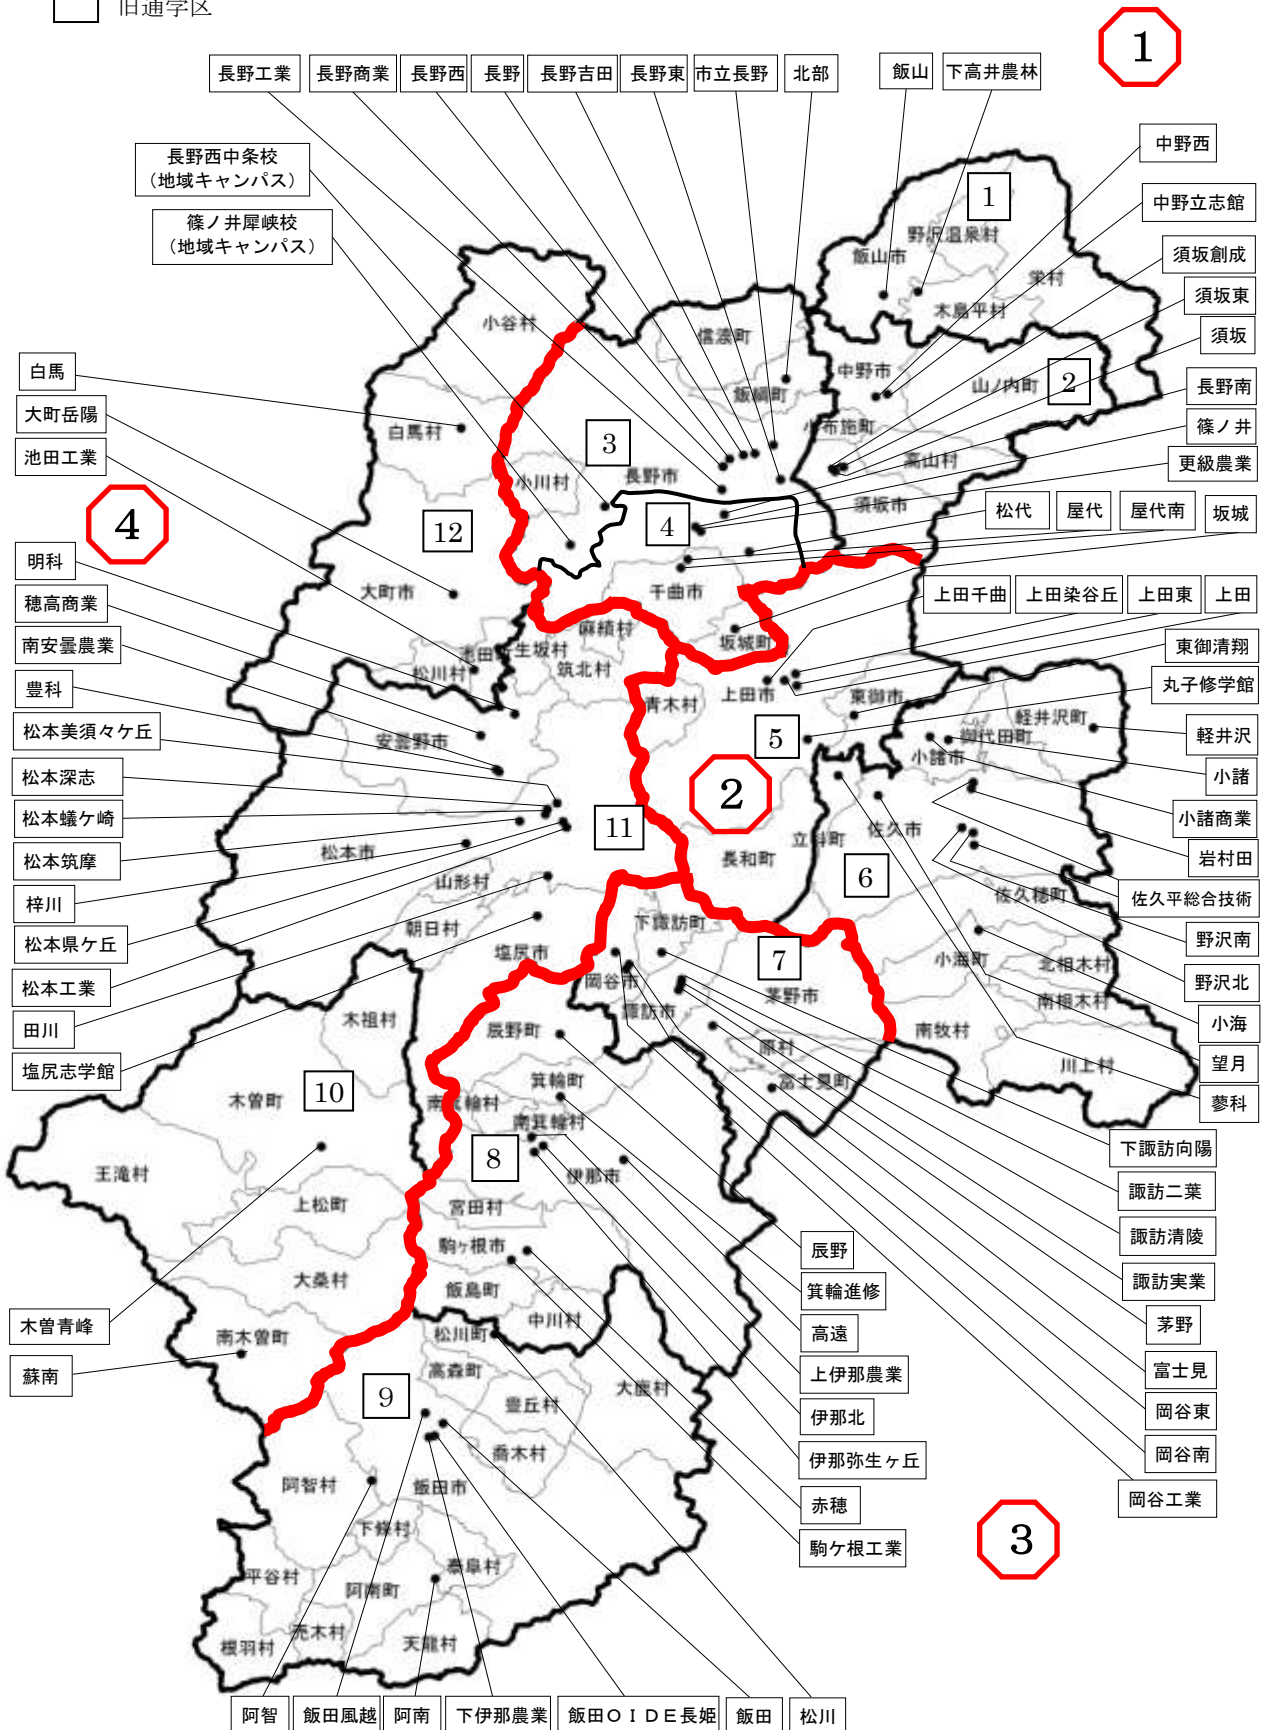 旧通学区
1
長野工業
長野商業
長野西
長野
長野吉田
長野東
市立長野
北部
飯山
下高井農林
長野西中条校
(地域キャンパス)
篠ノ井犀峡校
(地域キャンパス)
中野西
中野立志館
須坂創成
須坂東
須坂
長野南
篠ノ井
更級農業
松代
屋代
屋代南
坂城
白馬
大町岳陽
池田工業
4
明科
穂高商業
南安曇農業
豊科
松本美須々ケ丘
松本深志
松本蟻ケ崎
松本筑摩
梓川
松本県ケ丘
松本工業
田川
塩尻志学館
1
野沢温泉村
飯山市
栄村
木島平村
小谷村
信濃町
中野市
山ノ内町
2
飯綱町
白馬村
3
小布施町
高山村
小川村
長野市
須坂市
12
4
大町市
千曲市
麻績村
坂城町
池田町
生坂村
松川村
筑北村
上田千曲
上田染谷丘
上田東
上田
東御清翔
丸子修学館
軽井沢
小諸
小諸商業
岩村田
佐久平総合技術
野沢南
野沢北
小海
望月
蓼科
青木村
上田市
東御市
軽井沢町
御代田町
小諸市
安曇野市
5
2
11
立科町
佐久市
松本市
長和町
6
山形村
佐久穂町
朝日村
下諏訪町
塩尻市
7
小海町
北相木村
岡谷市
茅野市
南相木村
諏訪市
木祖村
辰野町
南牧村
原村
川上村
10
箕輪町
富士見町
木曽町
南箕輪村
南箕輪村
8
王滝村
伊那市
上松町
宮田村
駒ヶ根市
大桑村
飯島町
中川村
南木曽町
松川町
高森町
大鹿村
9
豊丘村
喬木村
阿智村
飯田市
下條村
泰阜村
平谷村
阿南町
売木村
根羽村
天龍村
下諏訪向陽
諏訪二葉
諏訪清陵
諏訪実業
茅野
富士見
岡谷東
岡谷南
岡谷工業
辰野
箕輪進修
高遠
上伊那農業
伊那北
伊那弥生ヶ丘
赤穂
駒ケ根工業
3
木曽青峰
蘇南
阿智
飯田風越
阿南
下伊那農業
飯田OIDE長姫
飯田
松川